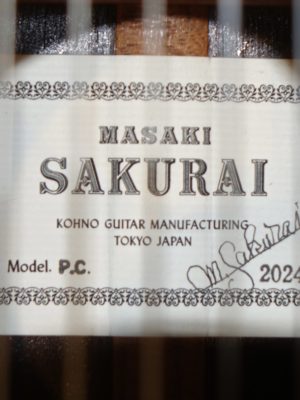 MASAKI
SAKURAI
KOHNO GUITAR MANUFACTURING
TOKYO JAPAN
Model. P.C.
M. Sakurai
2024